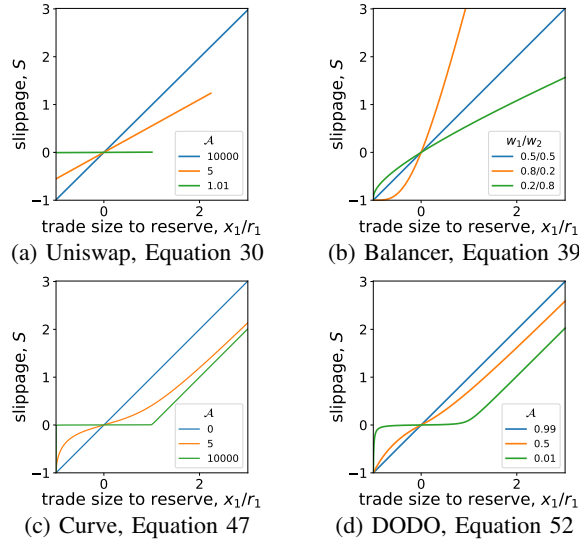 3
2
1
0
−1
slippage, S
𝒜
10000
5
1.01
0
2
trade size to reserve, x₁/r₁
(a) Uniswap, Equation 30
3
2
1
0
−1
slippage, S
w₁/w₂
0.5/0.5
0.8/0.2
0.2/0.8
0
2
trade size to reserve, x₁/r₁
(b) Balancer, Equation 39
3
2
1
0
−1
slippage, S
𝒜
0
5
10000
0
2
trade size to reserve, x₁/r₁
(c) Curve, Equation 47
3
2
1
0
−1
slippage, S
𝒜
0.99
0.5
0.01
0
2
trade size to reserve, x₁/r₁
(d) DODO, Equation 52